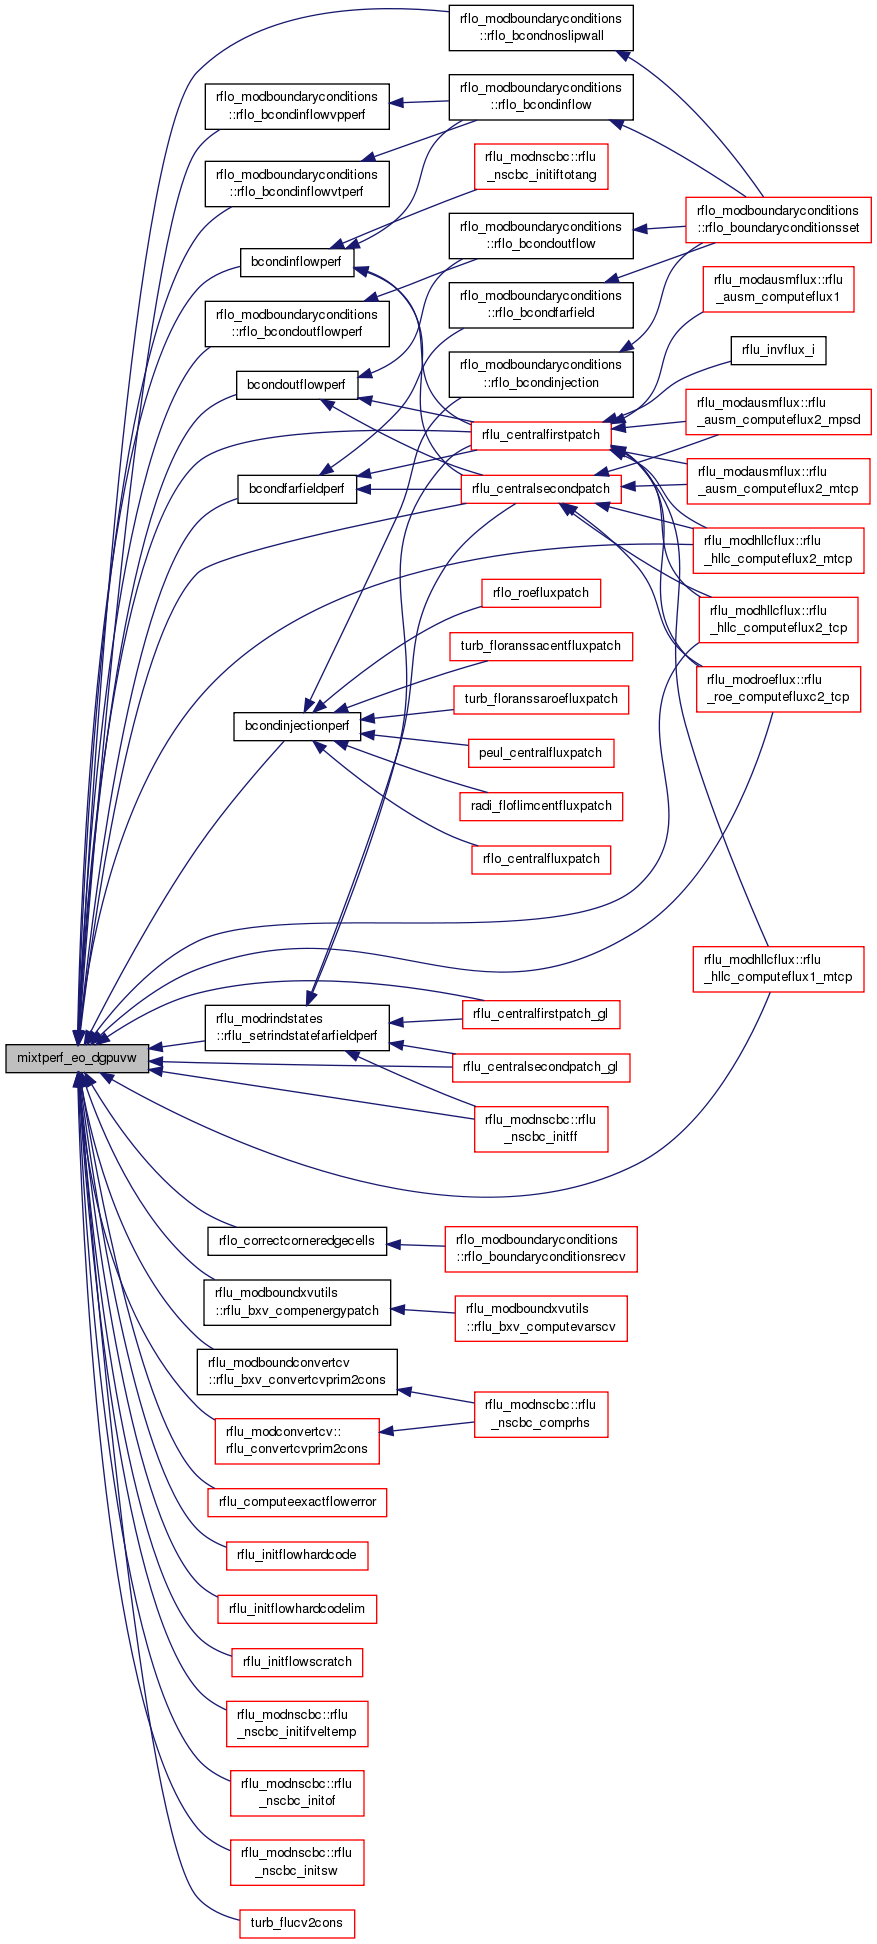 rflo_modboundaryconditions
::rflo_bcondnoslipwall
rflo_modboundaryconditions
::rflo_bcondinflowvpperf
rflo_modboundaryconditions
::rflo_bcondinflow
rflu_modnscbc::rflu
_nscbc_initiftotang
rflo_modboundaryconditions
::rflo_bcondinflowvtperf
rflo_modboundaryconditions
::rflo_boundaryconditionsset
rflo_modboundaryconditions
::rflo_bcondoutflow
bcondinflowperf
rflu_modausmflux::rflu
_ausm_computeflux1
rflo_modboundaryconditions
::rflo_bcondfarfield
rflo_modboundaryconditions
::rflo_bcondoutflowperf
rflu_invflux_i
rflo_modboundaryconditions
::rflo_bcondinjection
bcondoutflowperf
rflu_modausmflux::rflu
_ausm_computeflux2_mpsd
rflu_centralfirstpatch
rflu_modausmflux::rflu
_ausm_computeflux2_mtcp
bcondfarfieldperf
rflu_centralsecondpatch
rflu_modhllcflux::rflu
_hllc_computeflux2_mtcp
rflo_roefluxpatch
rflu_modhllcflux::rflu
_hllc_computeflux2_tcp
turb_floranssacentfluxpatch
rflu_modroeflux::rflu
_roe_computefluxc2_tcp
turb_floranssaroefluxpatch
bcondinjectionperf
peul_centralfluxpatch
radi_floflimcentfluxpatch
rflo_centralfluxpatch
rflu_modhllcflux::rflu
_hllc_computeflux1_mtcp
rflu_modrindstates
::rflu_setrindstatefarfieldperf
rflu_centralfirstpatch_gl
mixtperf_eo_dgpuvw
rflu_centralsecondpatch_gl
rflu_modnscbc::rflu
_nscbc_initff
rflo_correctcorneredgecells
rflo_modboundaryconditions
::rflo_boundaryconditionsrecv
rflu_modboundxvutils
::rflu_bxv_compenergypatch
rflu_modboundxvutils
::rflu_bxv_computevarscv
rflu_modboundconvertcv
::rflu_bxv_convertcvprim2cons
rflu_modnscbc::rflu
_nscbc_comprhs
rflu_modconvertcv::
rflu_convertcvprim2cons
rflu_computeexactflowerror
rflu_initflowhardcode
rflu_initflowhardcodelim
rflu_initflowscratch
rflu_modnscbc::rflu
_nscbc_initifveltemp
rflu_modnscbc::rflu
_nscbc_initof
rflu_modnscbc::rflu
_nscbc_initsw
turb_flucv2cons